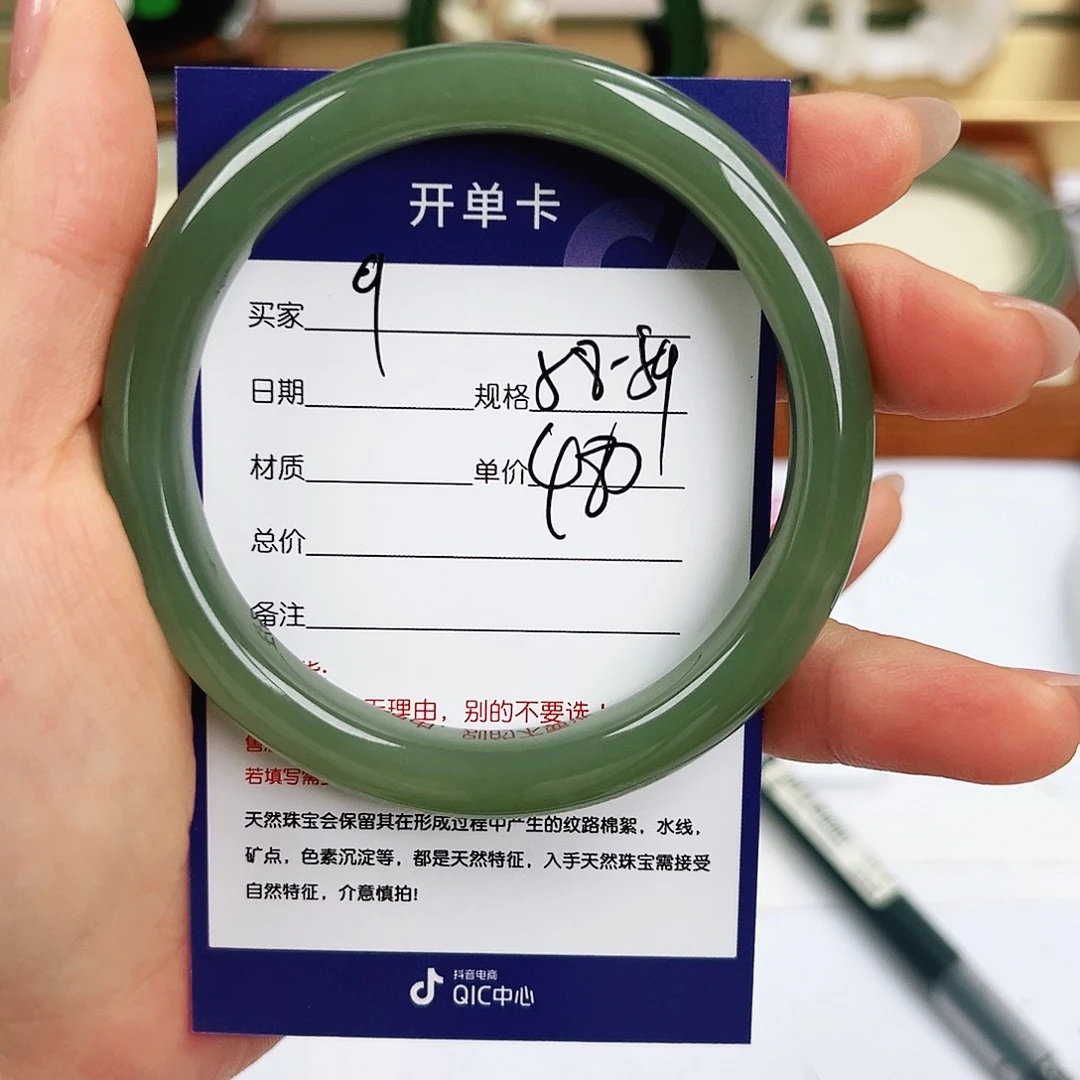 开单卡
买家 9
日期 规格 58-59
材质 单价 480
总价
备注
理由，别的不要选！
若填写需
天然珠宝会保留其在形成过程中产生的纹路棉絮，水线，
矿点，色素沉淀等，都是天然特征，入手天然珠宝需接受
自然特征，介意慎拍！
抖音电商
QIC中心